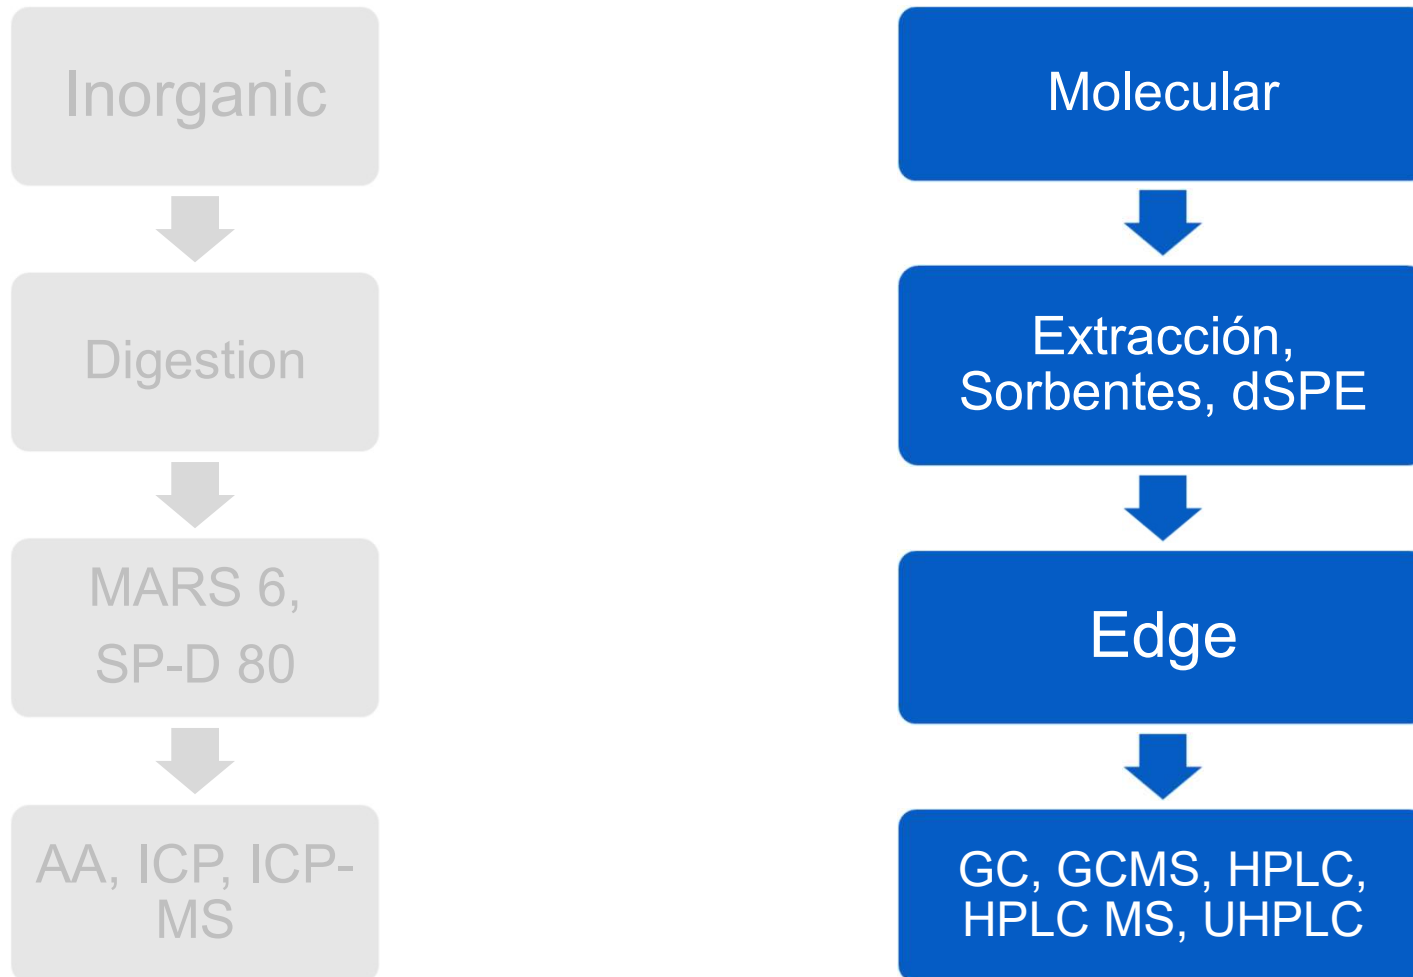 Inorganic
Digestion
MARS 6,
SP-D 80
AA, ICP, ICP-
MS
Molecular
Extracción,
Sorbentes, dSPE
Edge
GC, GCMS, HPLC,
HPLC MS, UHPLC